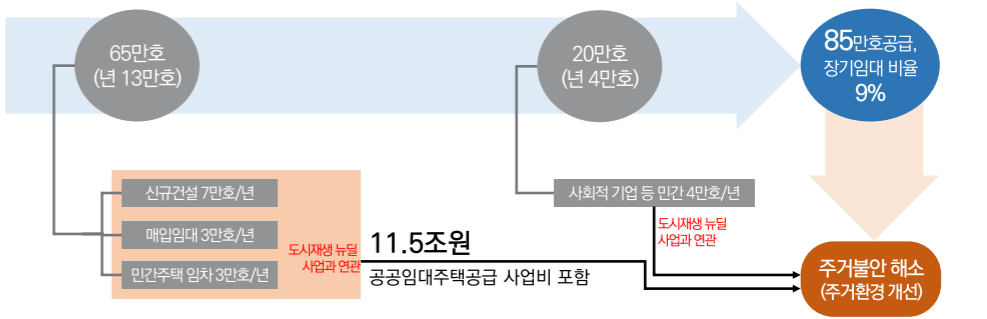 65만호
(년 13만호)
20만호
(년 4만호)
85만호공급,
장기임대 비율
9%
신규건설 7만호/년
매입임대 3만호/년
민간주택 임차 3만호/년
도시재생 뉴딜
사업과 연관
11.5조원
공공임대주택공급 사업비 포함
사회적 기업 등 민간 4만호/년
도시재생 뉴딜
사업과 연관
주거불안 해소
(주거환경 개선)